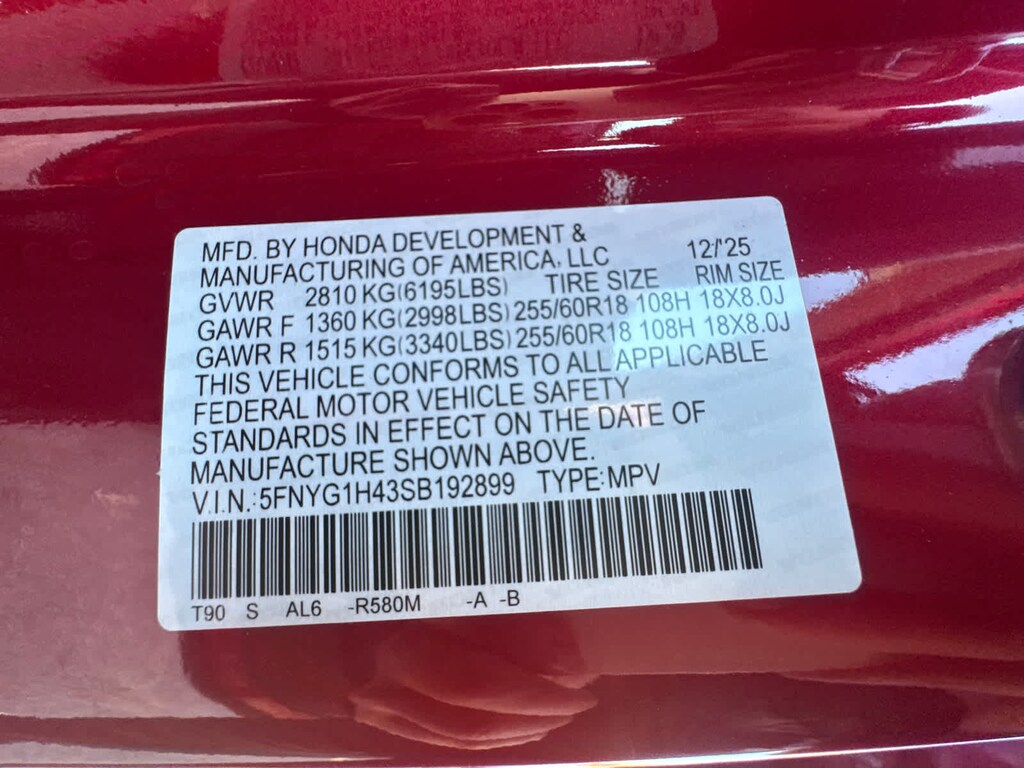 MFD. BY HONDA DEVELOPMENT &
MANUFACTURING OF AMERICA, LLC 12/'25
GVWR 2810 KG(6195LBS) TIRE SIZE RIM SIZE
GAWR F 1360 KG(2998LBS) 255/60R18 108H 18X8.0J
GAWR R 1515 KG(3340LBS) 255/60R18 108H 18X8.0J
THIS VEHICLE CONFORMS TO ALL APPLICABLE
FEDERAL MOTOR VEHICLE SAFETY
STANDARDS IN EFFECT ON THE DATE OF
MANUFACTURE SHOWN ABOVE.
V.I.N.:5FNYG1H43SB192899 TYPE:MPV
T90 S AL6 -R580M -A -B